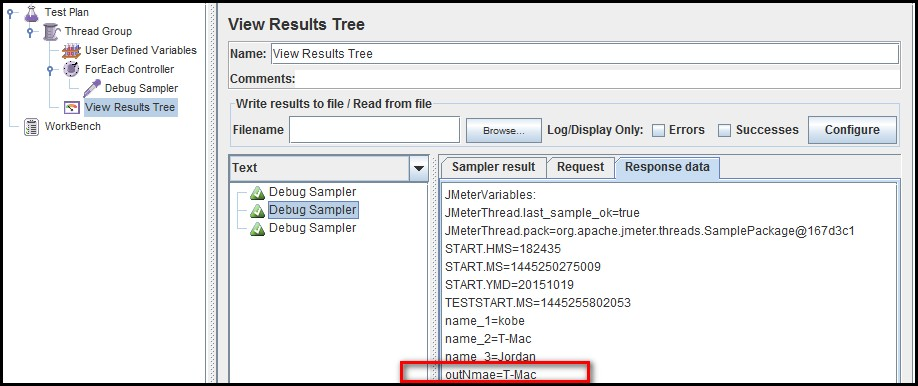 Test Plan
Thread Group
User Defined Variables
ForEach Controller
Debug Sampler
View Results Tree
WorkBench
View Results Tree
Name: View Results Tree
Comments:
Write results to file / Read from file
Filename Browse... Log/Display Only: Errors Successes Configure
Text
Debug Sampler
Debug Sampler
Debug Sampler
Sampler result Request Response data
JMeterVariables:
JMeterThread.last_sample_ok=true
JMeterThread.pack=org.apache.jmeter.threads.SamplePackage@167d3c1
START.HMS=182435
START.MS=1445250275009
START.YMD=20151019
TESTSTART.MS=1445255802053
name_1=kobe
name_2=T-Mac
name_3=Jordan
outNmae=T-Mac